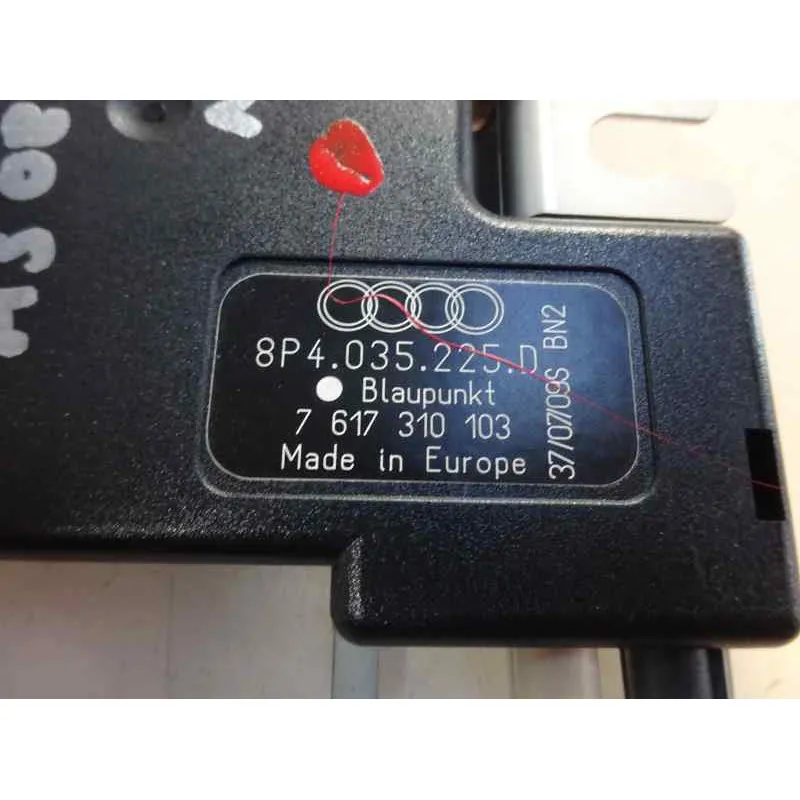 8P4.035.225.D
Blaupunkt
7 617 310 103
Made in Europe
37/07/09S BN2